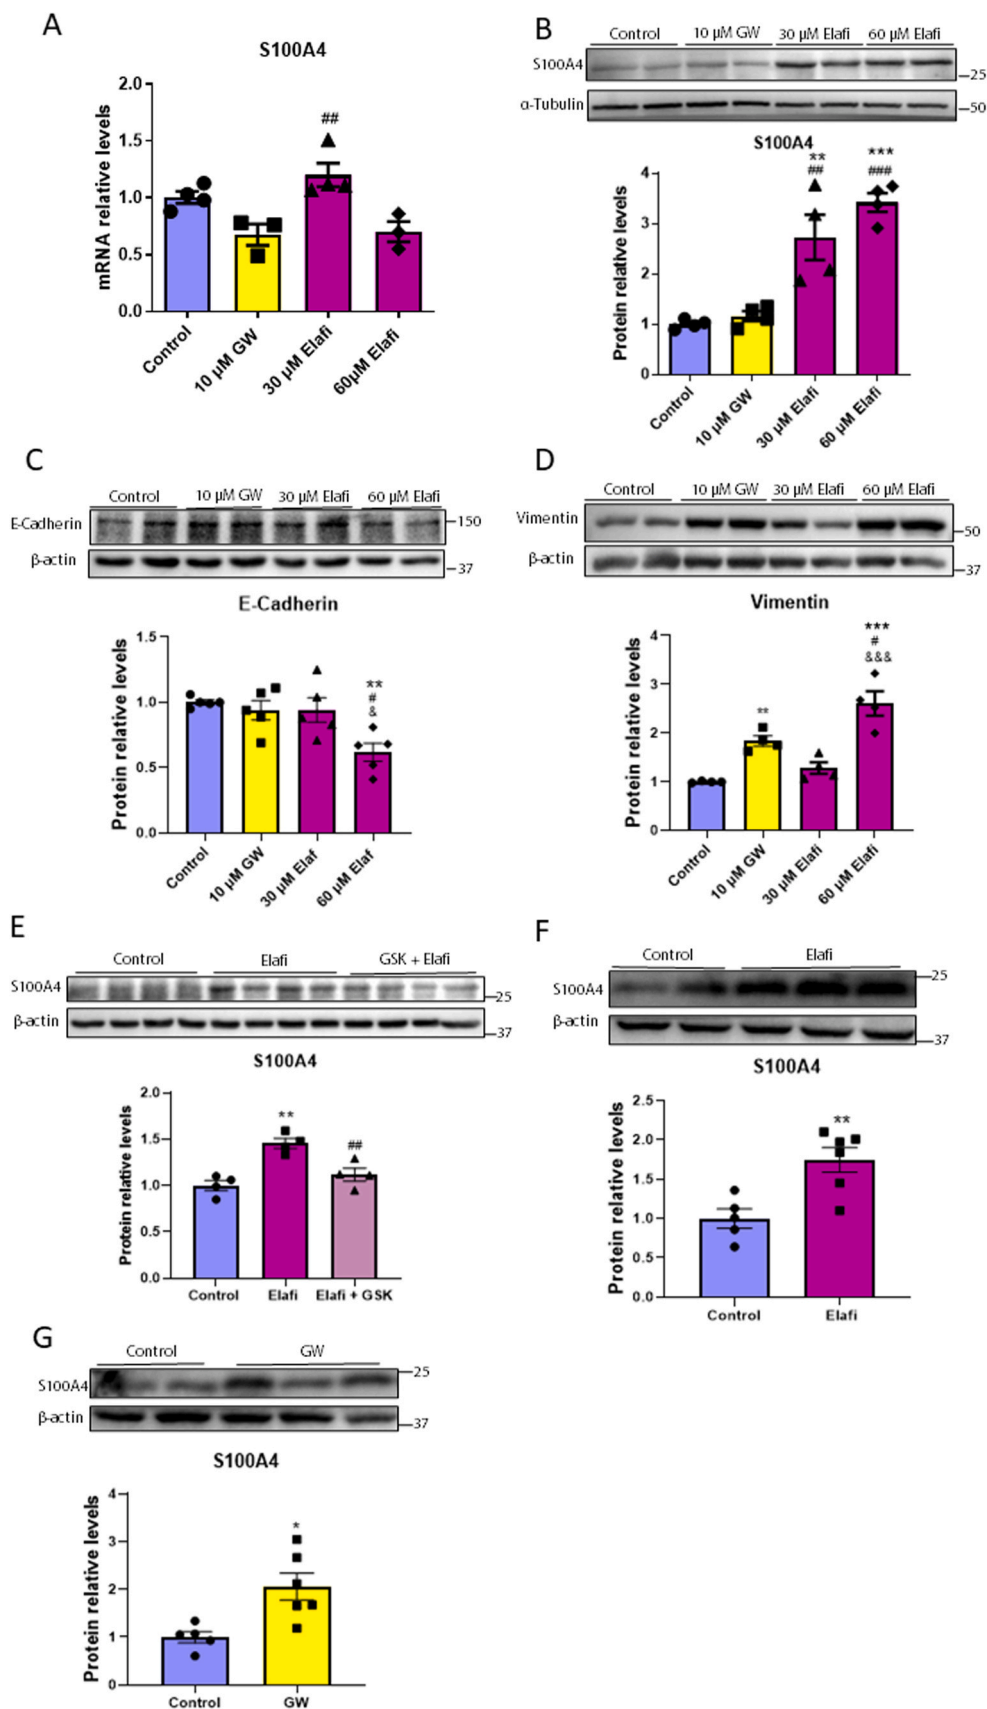 A
S100A4
mRNA relative levels
2.0
1.5
1.0
0.5
0.0
##
Control
10 µM GW
30 µM Elafi
60µM Elafi
B
Control
10 µM GW
30 µM Elafi
60 µM Elafi
S100A4
25
α-Tubulin
50
S100A4
Protein relative levels
4
3
2
1
0
**
##
***
###
Control
10 µM GW
30 µM Elafi
60 µM Elafi
C
Control
10 µM GW
30 µM Elafi
60 µM Elafi
E-Cadherin
150
β-actin
37
E-Cadherin
Protein relative levels
1.5
1.0
0.5
0.0
**
#
&
Control
10 µM GW
30 µM Elaf
60 µM Elaf
D
Control
10 µM GW
30 µM Elafi
60 µM Elafi
Vimentin
50
β-actin
37
Vimentin
Protein relative levels
4
3
2
1
0
**
***
#
&&&
Control
10 µM GW
30 µM Elafi
60 µM Elafi
E
Control
Elafi
GSK + Elafi
S100A4
25
β-actin
37
S100A4
Protein relative levels
2.0
1.5
1.0
0.5
0.0
**
##
Control
Elafi
Elafi + GSK
F
Control
Elafi
S100A4
25
β-actin
37
S100A4
Protein relative levels
2.5
2.0
1.5
1.0
0.5
0.0
**
Control
Elafi
G
Control
GW
S100A4
25
β-actin
37
S100A4
Protein relative levels
4
3
2
1
0
*
Control
GW